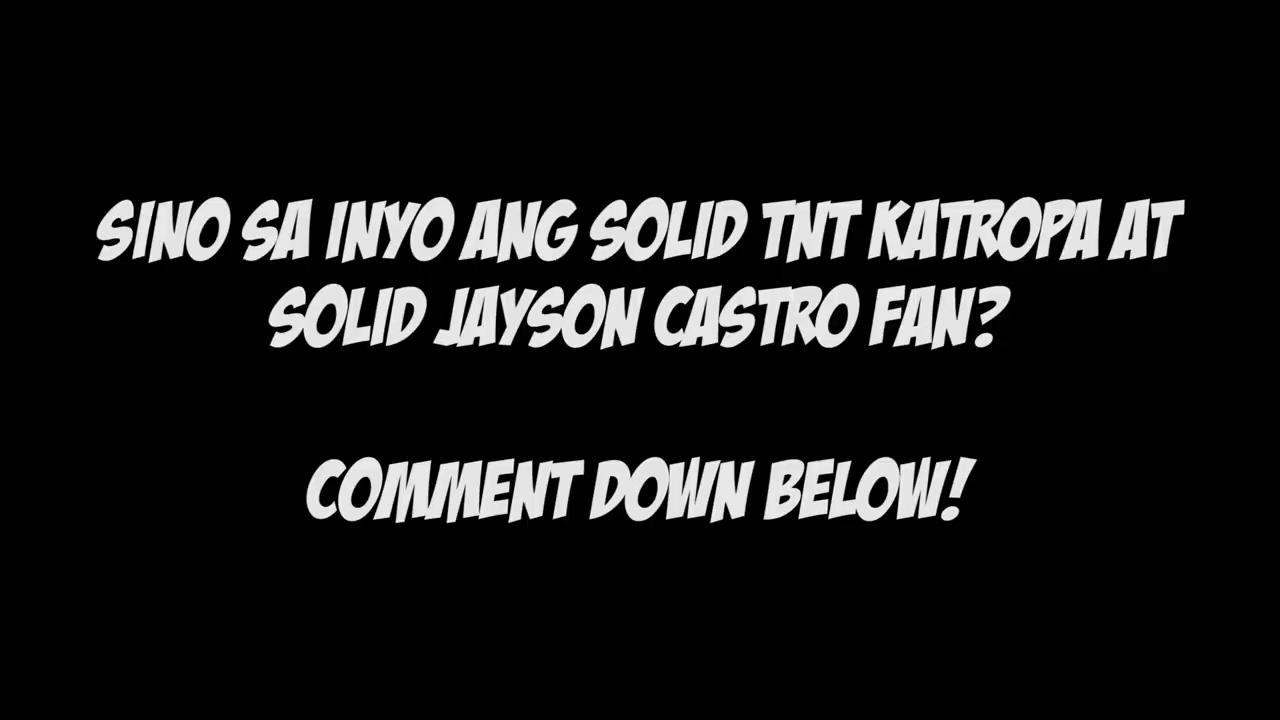 SINO SA INYO ANG SOLID TNT KATROPA AT
SOLID JAYSON CASTRO FAN?
COMMENT DOWN BELOW!